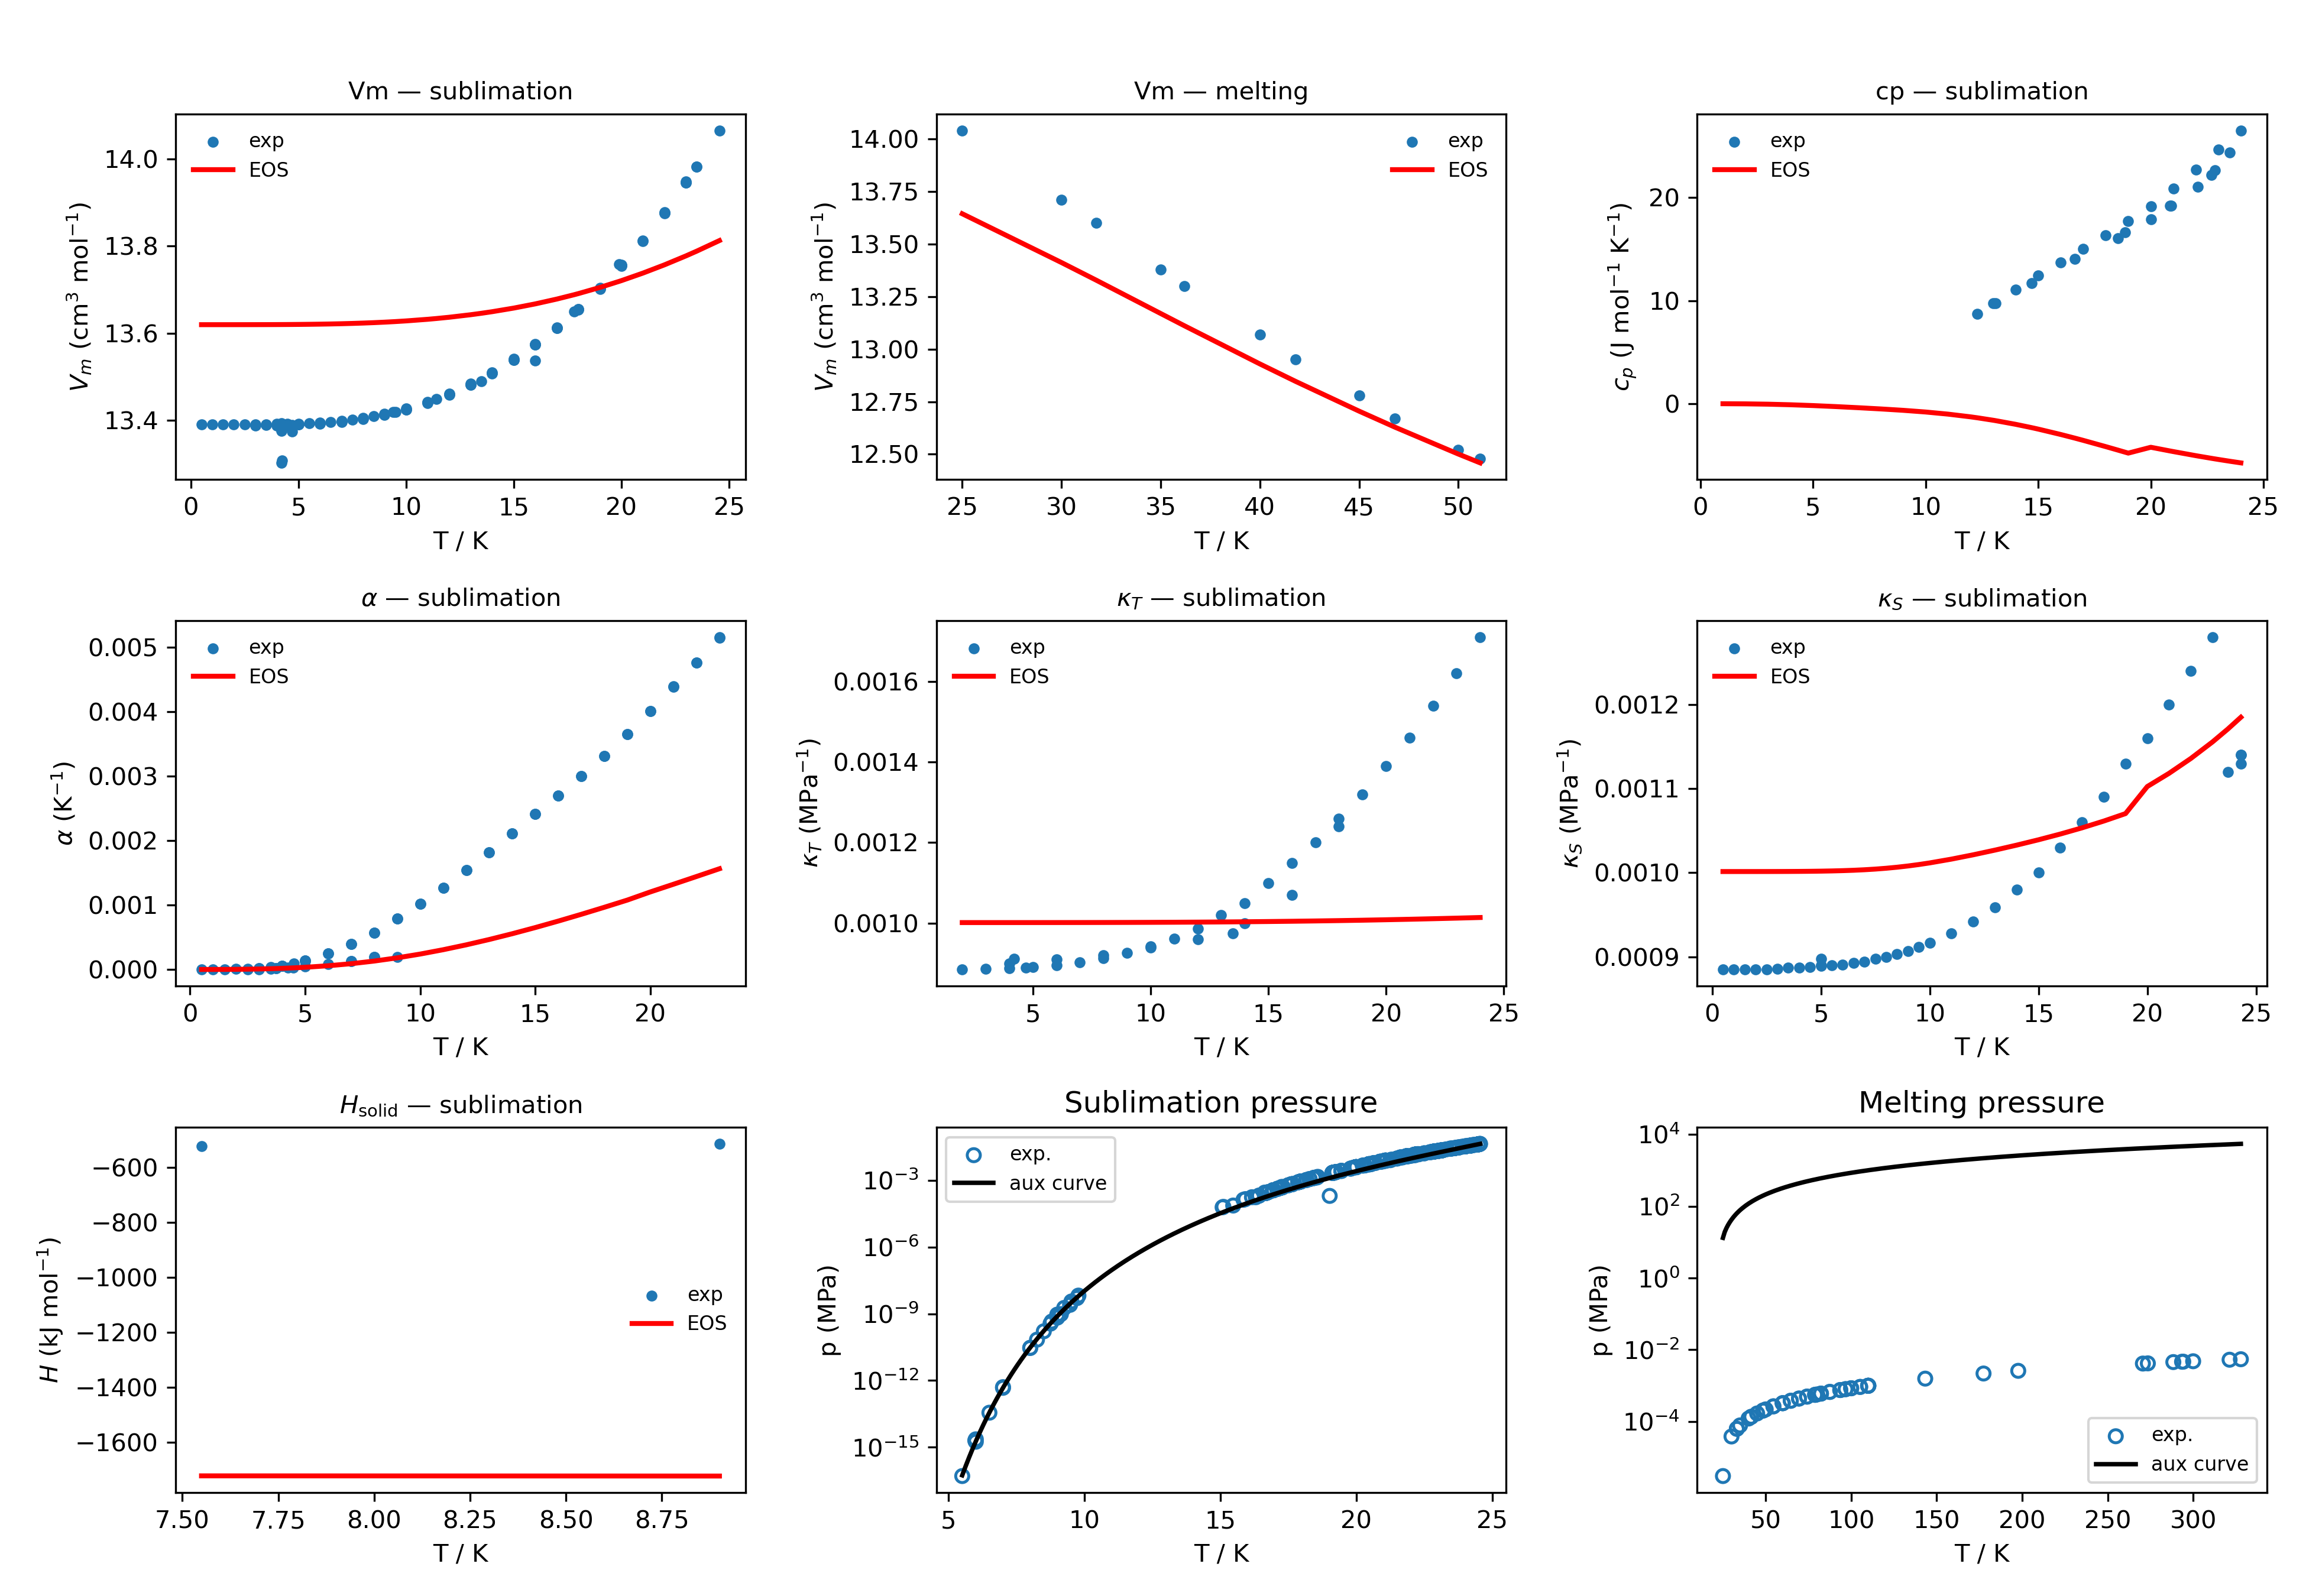 Vm — sublimation
exp
EOS
14.0
13.8
13.6
13.4
0 5 10 15 20 25
T / K
V_m (cm³ mol⁻¹)
Vm — melting
exp
EOS
14.00
13.75
13.50
13.25
13.00
12.75
12.50
25 30 35 40 45 50
T / K
V_m (cm³ mol⁻¹)
cp — sublimation
exp
EOS
20
10
0
0 5 10 15 20 25
T / K
c_p (J mol⁻¹ K⁻¹)
α — sublimation
exp
EOS
0.005
0.004
0.003
0.002
0.001
0.000
0 5 10 15 20
T / K
α (K⁻¹)
κ_T — sublimation
exp
EOS
0.0016
0.0014
0.0012
0.0010
5 10 15 20 25
T / K
κ_T (MPa⁻¹)
κ_S — sublimation
exp
EOS
0.0012
0.0011
0.0010
0.0009
0 5 10 15 20 25
T / K
κ_S (MPa⁻¹)
H_solid — sublimation
exp
EOS
−600
−800
−1000
−1200
−1400
−1600
7.50 7.75 8.00 8.25 8.50 8.75
T / K
H (kJ mol⁻¹)
Sublimation pressure
exp.
aux curve
10⁻³
10⁻⁶
10⁻⁹
10⁻¹²
10⁻¹⁵
5 10 15 20 25
T / K
p (MPa)
Melting pressure
exp.
aux curve
10⁴
10²
10⁰
10⁻²
10⁻⁴
50 100 150 200 250 300
T / K
p (MPa)